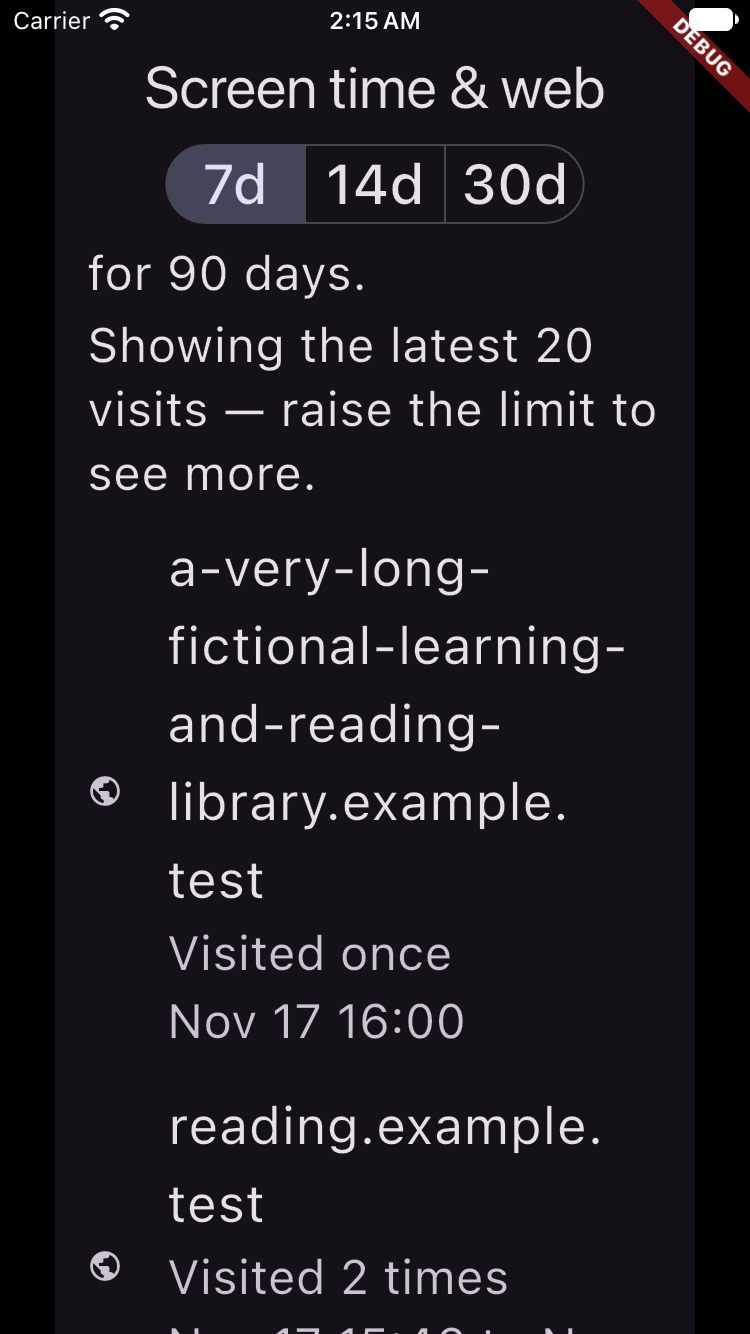 Carrier 2:15 AM
DEBUG
Screen time & web
7d 14d 30d
for 90 days.
Showing the latest 20
visits — raise the limit to
see more.
a-very-long-
fictional-learning-
and-reading-
library.example.
test
Visited once
Nov 17 16:00
reading.example.
test
Visited 2 times